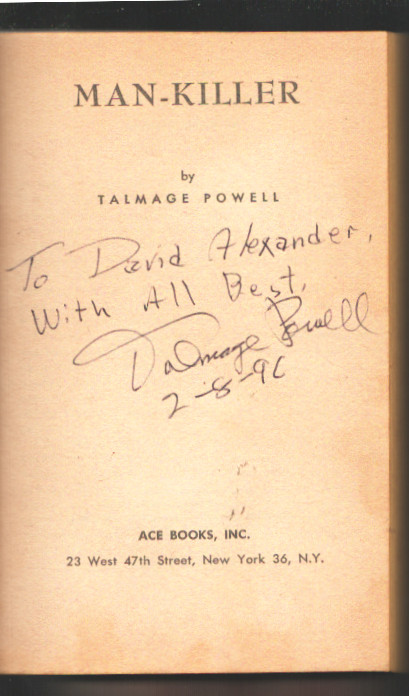 MAN-KILLER
by
TALMAGE POWELL
To David Alexander,
With All Best,
Talmage Powell
2-8-96
ACE BOOKS, INC.
23 West 47th Street, New York 36, N.Y.